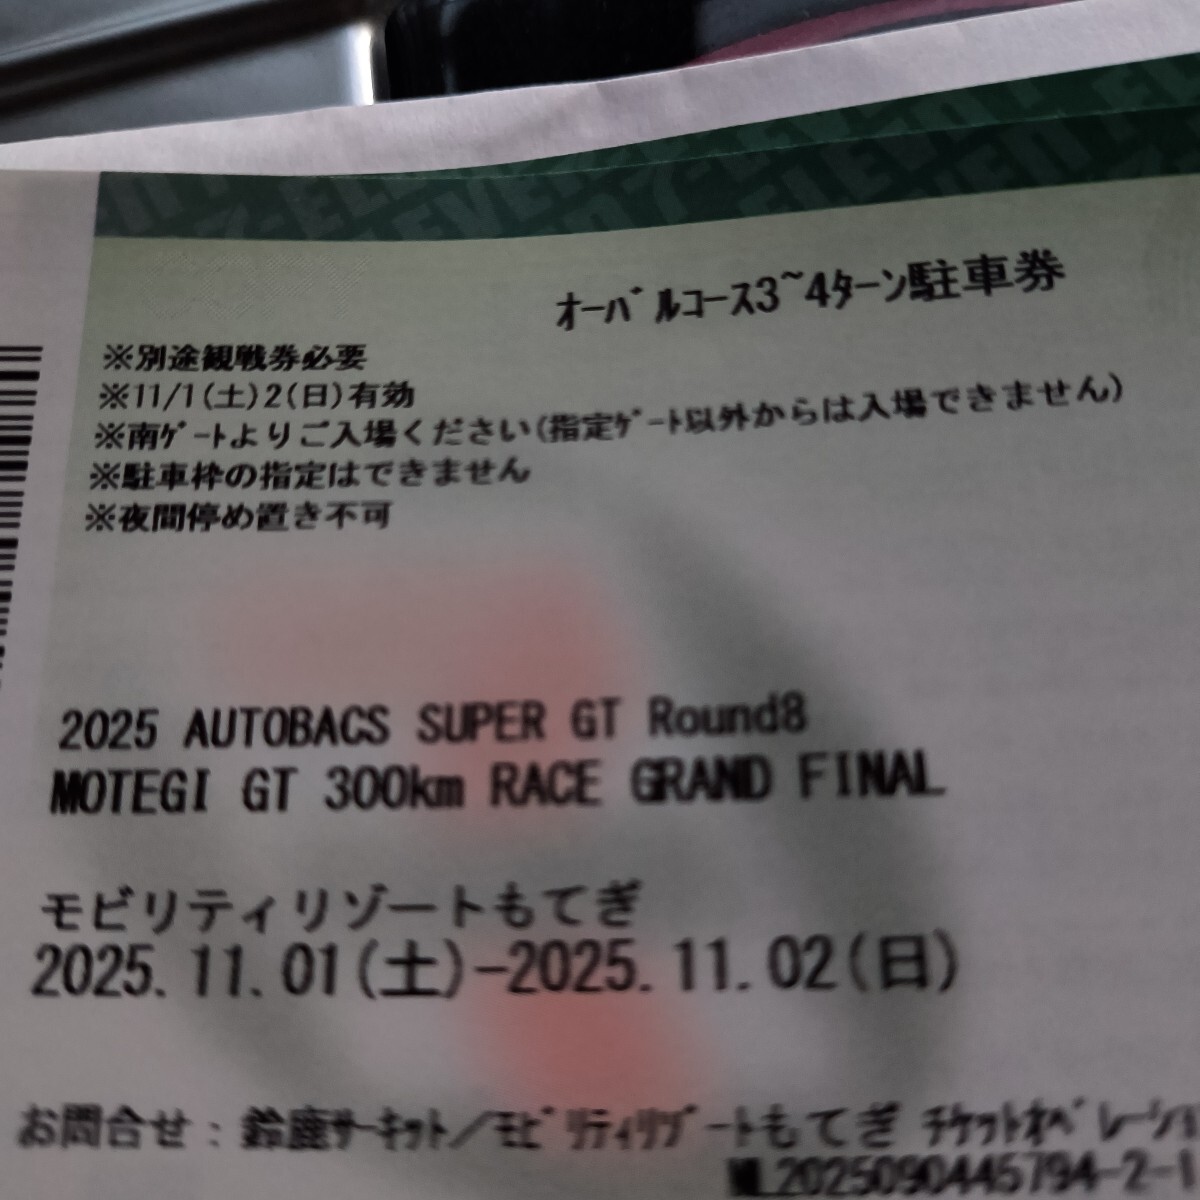 オーバルコース3~4ターン駐車券
※別途観戦券必要
※11/1(土)2(日)有効
※南ゲートよりご入場ください(指定ゲート以外からは入場できません)
※駐車枠の指定はできません
※夜間停め置き不可
2025 AUTOBACS SUPER GT Round8
MOTEGI GT 300km RACE GRAND FINAL
モビリティリゾートもてぎ
2025.11.01(土)-2025.11.02(日)
お問合せ:鈴鹿サーキット/モビリティリゾートもてぎ チケットオペレーション
ML2025090445794-2-1